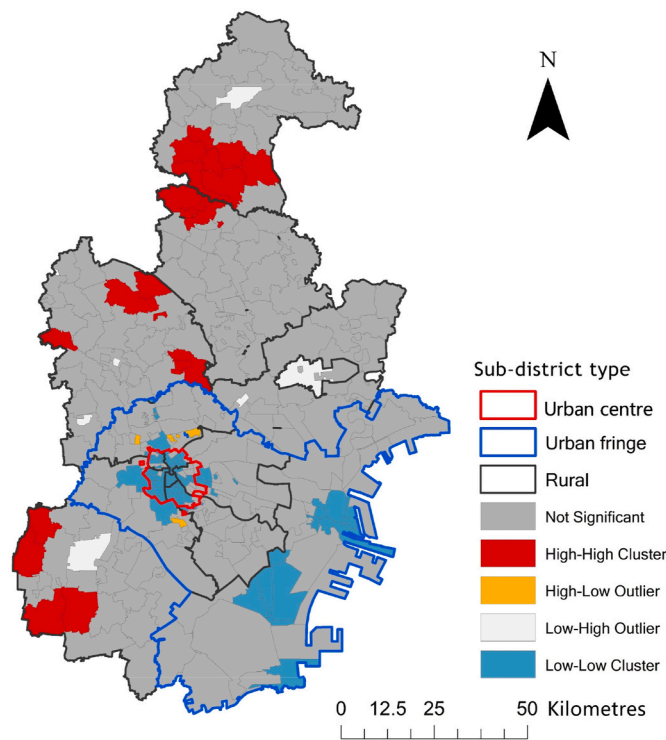 N
Sub-district type
Urban centre
Urban fringe
Rural
Not Significant
High-High Cluster
High-Low Outlier
Low-High Outlier
Low-Low Cluster
0 12.5 25 50 Kilometres